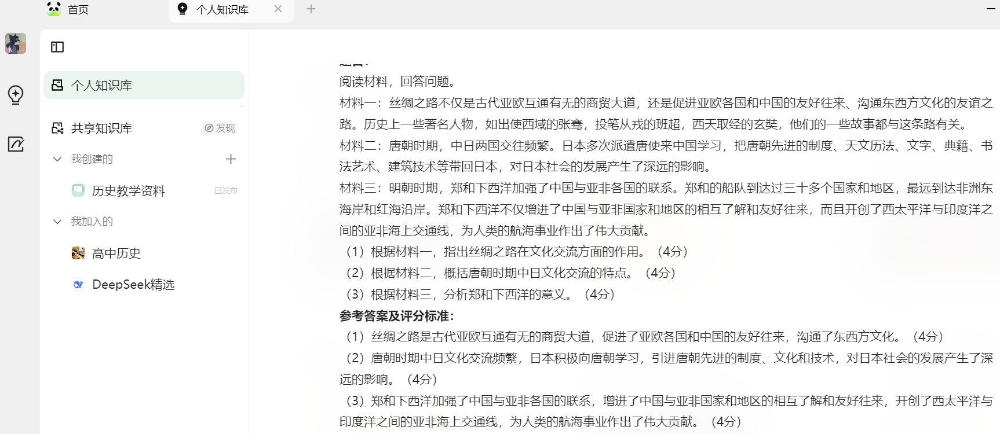 首页
个人知识库
个人知识库
共享知识库
发现
我创建的
历史教学资料
已发布
我加入的
高中历史
DeepSeek精选
阅读材料，回答问题。
材料一：丝绸之路不仅是古代亚欧互通有无的商贸大道，还是促进亚欧各国和中国的友好往来、沟通东西方文化的友谊之
路。历史上一些著名人物，如出使西域的张骞，投笔从戎的班超，西天取经的玄奘，他们的一些故事都与这条路有关。
材料二：唐朝时期，中日两国交往频繁。日本多次派遣唐使来中国学习，把唐朝先进的制度、天文历法、文字、典籍、书
法艺术、建筑技术等带回日本，对日本社会的发展产生了深远的影响。
材料三：明朝时期，郑和下西洋加强了中国与亚非各国的联系。郑和的船队到达过三十多个国家和地区，最远到达非洲东
海岸和红海沿岸。郑和下西洋不仅增进了中国与亚非国家和地区的相互了解和友好往来，而且开创了西太平洋与印度洋之
间的亚非海上交通线，为人类的航海事业作出了伟大贡献。
（1）根据材料一，指出丝绸之路在文化交流方面的作用。（4分）
（2）根据材料二，概括唐朝时期中日文化交流的特点。（4分）
（3）根据材料三，分析郑和下西洋的意义。（4分）
参考答案及评分标准：
（1）丝绸之路是古代亚欧互通有无的商贸大道，促进了亚欧各国和中国的友好往来，沟通了东西方文化。（4分）
（2）唐朝时期中日文化交流频繁，日本积极向唐朝学习，引进唐朝先进的制度、文化和技术，对日本社会的发展产生了深
远的影响。（4分）
（3）郑和下西洋加强了中国与亚非各国的联系，增进了中国与亚非国家和地区的相互了解和友好往来，开创了西太平洋与
印度洋之间的亚非海上交通线，为人类的航海事业作出了伟大贡献。（4分）